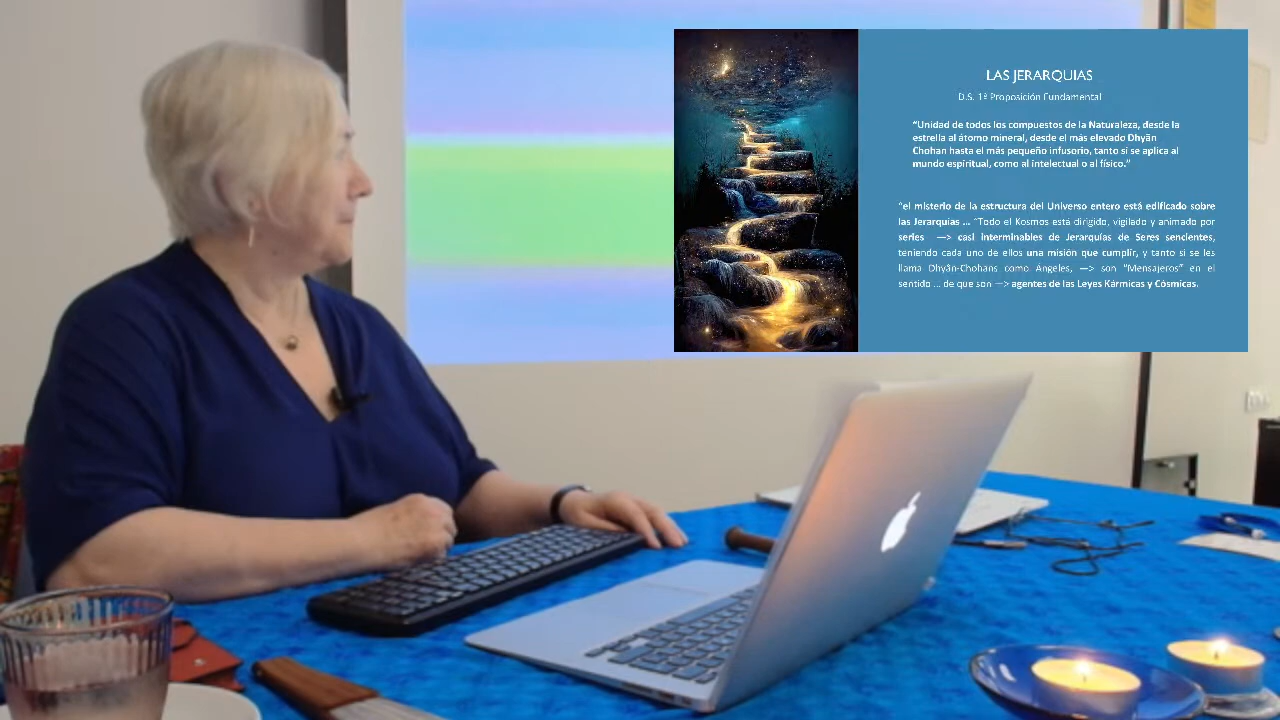 LAS JERARQUIAS
D.S. 1ª Proposición Fundamental
“Unidad de todos los compuestos de la Naturaleza, desde la
estrella al átomo mineral, desde el más elevado Dhyân
Chohan hasta el más pequeño infusorio, tanto si se aplica al
mundo espiritual, como al intelectual o al físico.”
“el misterio de la estructura del Universo entero está edificado sobre
las Jerarquías ... “Todo el Kosmos está dirigido, vigilado y animado por
series —> casi interminables de Jerarquías de Seres sencientes,
teniendo cada uno de ellos una misión que cumplir, y tanto si se les
llama Dhyân-Chohans como Ángeles, —> son “Mensajeros” en el
sentido ... de que son —> agentes de las Leyes Kármicas y Cósmicas.